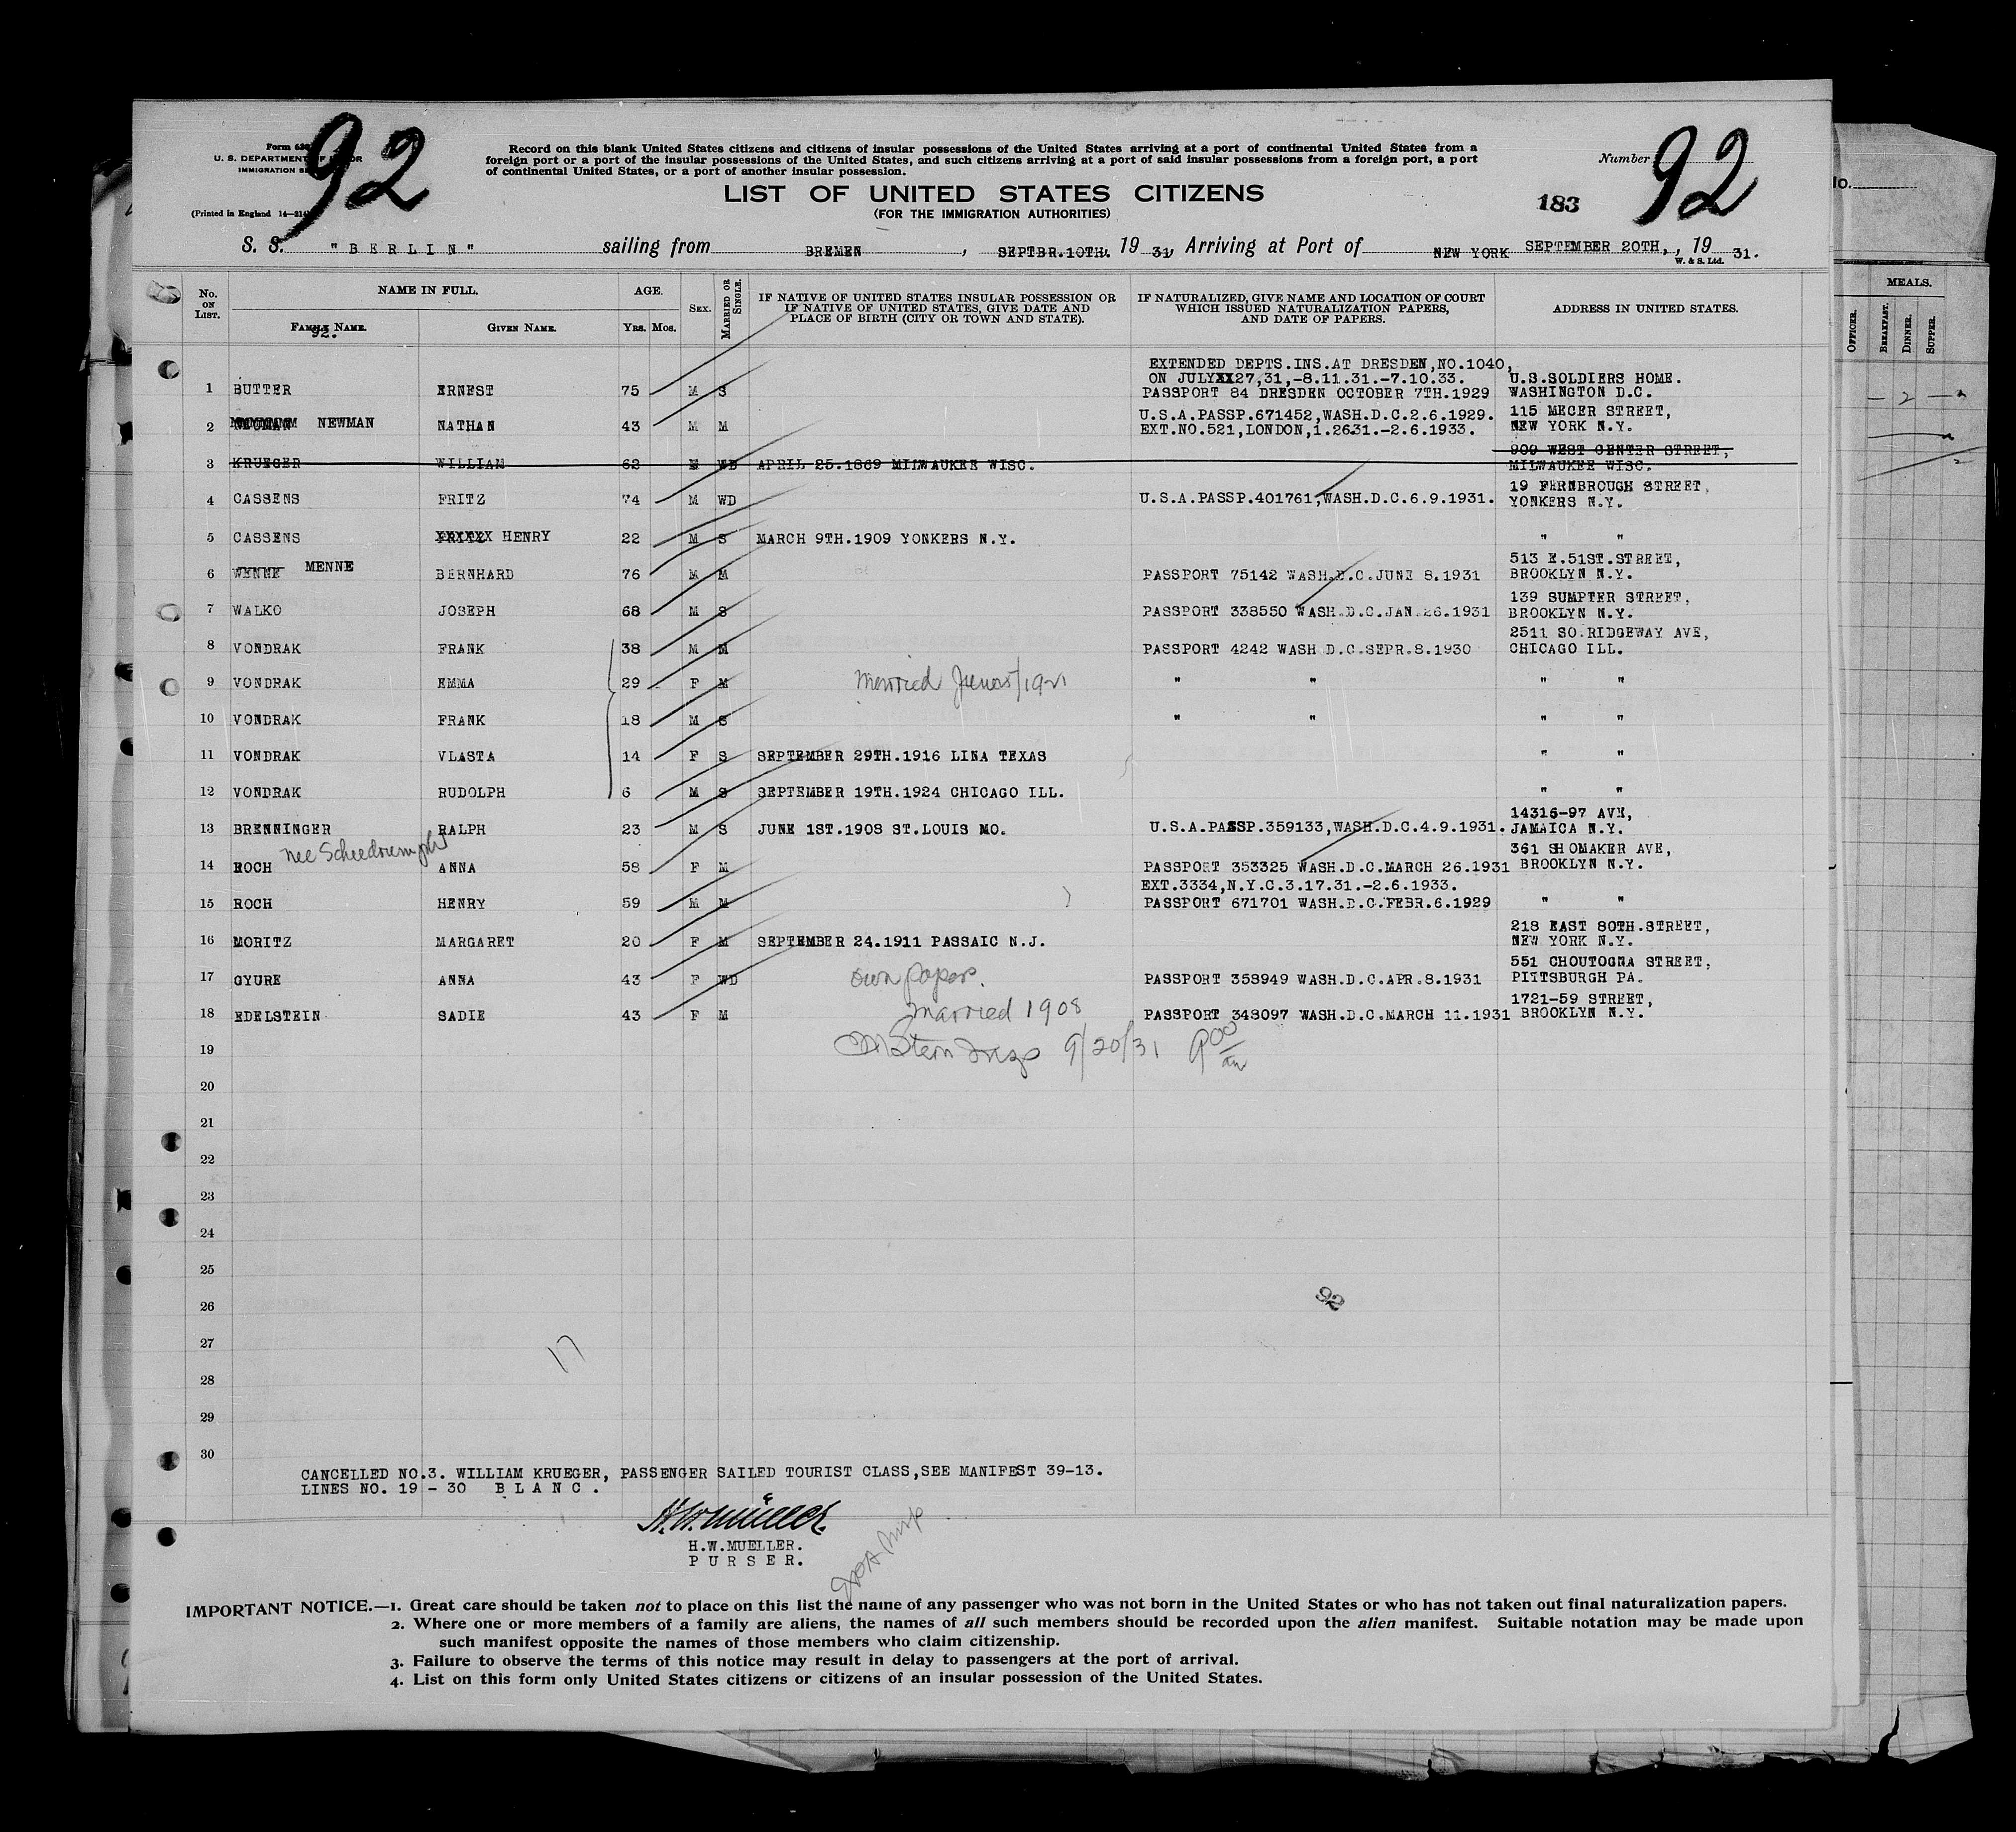 92
92
Form 630
U. S. DEPARTMENT OF LABOR
IMMIGRATION
(Printed in England 14—214
Record on this blank United States citizens and citizens of insular possessions of the United States arriving at a port of continental United States from a
foreign port or a port of the insular possessions of the United States, and such citizens arriving at a port of said insular possessions from a foreign port, a port
of continental United States, or a port of another insular possession.
Number
183
LIST OF UNITED STATES CITIZENS
(FOR THE IMMIGRATION AUTHORITIES)
S. S. "BERLIN" sailing from BREMEN, SEPTBR.10TH. 19 31, Arriving at Port of NEW YORK SEPTEMBER 20TH,, 19 31.
W. & S. Ltd.
No. ON LIST. NAME IN FULL. AGE. SEX. MARRIED OR SINGLE. IF NATIVE OF UNITED STATES INSULAR POSSESSION OR IF NATIVE OF UNITED STATES, GIVE DATE AND PLACE OF BIRTH (CITY OR TOWN AND STATE). IF NATURALIZED, GIVE NAME AND LOCATION OF COURT WHICH ISSUED NATURALIZATION PAPERS, AND DATE OF PAPERS. ADDRESS IN UNITED STATES.
FAMILY NAME. GIVEN NAME. YRS. MOS.
92.
EXTENDED DEPTS.INS.AT DRESDEN,NO.1040,
ON JULYXX27,31,-8.11.31.-7.10.33. U.S.SOLDIERS HOME.
1 BUTTER ERNEST 75 M S PASSPORT 84 DRESDEN OCTOBER 7TH.1929 WASHINGTON D.C.
U.S.A.PASSP.671452,WASH.D.C.2.6.1929. 115 MECER STREET,
2 NEWMAN NATHAN 43 M M EXT.NO.521,LONDON,1.2631.-2.6.1933. NEW YORK N.Y.
909 WEST CENTER STREET,
3 KRUEGER WILLIAM 62 M WD APRIL 25.1869 MILWAUKEE WISC. MILWAUKEE WISC.
19 FERNBROUGH STREET,
4 CASSENS FRITZ 74 M WD U.S.A.PASSP.401761,WASH.D.C.6.9.1931. YONKERS N.Y.
5 CASSENS XXXXXX HENRY 22 M S MARCH 9TH.1909 YONKERS N.Y. " "
513 E.51ST.STREET,
6 WENNE MENNE BERNHARD 76 M M PASSPORT 75142 WASH.D.C.JUNE 8.1931 BROOKLYN N.Y.
139 SUMPTER STREET,
7 WALKO JOSEPH 68 M S PASSPORT 338550 WASH.D.C.JAN.26.1931 BROOKLYN N.Y.
2511 SO.RIDGEWAY AVE,
8 VONDRAK FRANK 38 M M PASSPORT 4242 WASH D.C.SEPR.8.1930 CHICAGO ILL.
9 VONDRAK EMMA 29 F M Married /1921 " " " "
10 VONDRAK FRANK 18 M S " " " "
11 VONDRAK VLASTA 14 F S SEPTEMBER 29TH.1916 LINA TEXAS " "
12 VONDRAK RUDOLPH 6 M S SEPTEMBER 19TH.1924 CHICAGO ILL. " "
14316-97 AVE,
13 BRENNINGER RALPH 23 M S JUNE 1ST.1908 ST.LOUIS MO. U.S.A.PASSP.359133,WASH.D.C.4.9.1931. JAMAICA N.Y.
nee
361 SHOMAKER AVE,
14 ROCH ANNA 58 F M PASSPORT 353325 WASH.D.C.MARCH 26.1931 BROOKLYN N.Y.
EXT.3334,N.Y.C.3.17.31.-2.6.1933.
15 ROCH HENRY 59 M M PASSPORT 671701 WASH.D.C.FEBR.6.1929 " "
218 EAST 80TH.STREET,
16 MORITZ MARGARET 20 F M SEPTEMBER 24.1911 PASSAIC N.J. NEW YORK N.Y.
551 CHOUTOGNA STREET,
17 GYURE ANNA 43 F WD own papers. PASSPORT 358949 WASH.D.C.APR.8.1931 PITTSBURGH PA.
1721-59 STREET,
18 EDELSTEIN SADIE 43 F M married 1908 PASSPORT 348097 WASH.D.C.MARCH 11.1931 BROOKLYN N.Y.
19 Stern 9/20/31 9 00 am
20
21
22
23
24
25
26
92
27
17
28
29
30
CANCELLED NO.3. WILLIAM KRUEGER, PASSENGER SAILED TOURIST CLASS,SEE MANIFEST 39-13.
LINES NO. 19 - 30 BLANC.
H.W. Müller.
H.W.MUELLER.
PURSER.
IMPORTANT NOTICE.—1. Great care should be taken not to place on this list the name of any passenger who was not born in the United States or who has not taken out final naturalization papers.
2. Where one or more members of a family are aliens, the names of all such members should be recorded upon the alien manifest. Suitable notation may be made upon
such manifest opposite the names of those members who claim citizenship.
3. Failure to observe the terms of this notice may result in delay to passengers at the port of arrival.
4. List on this form only United States citizens or citizens of an insular possession of the United States.
lo.
MEALS.
OFFICER.
BREAKFAST.
DINNER.
SUPPER.